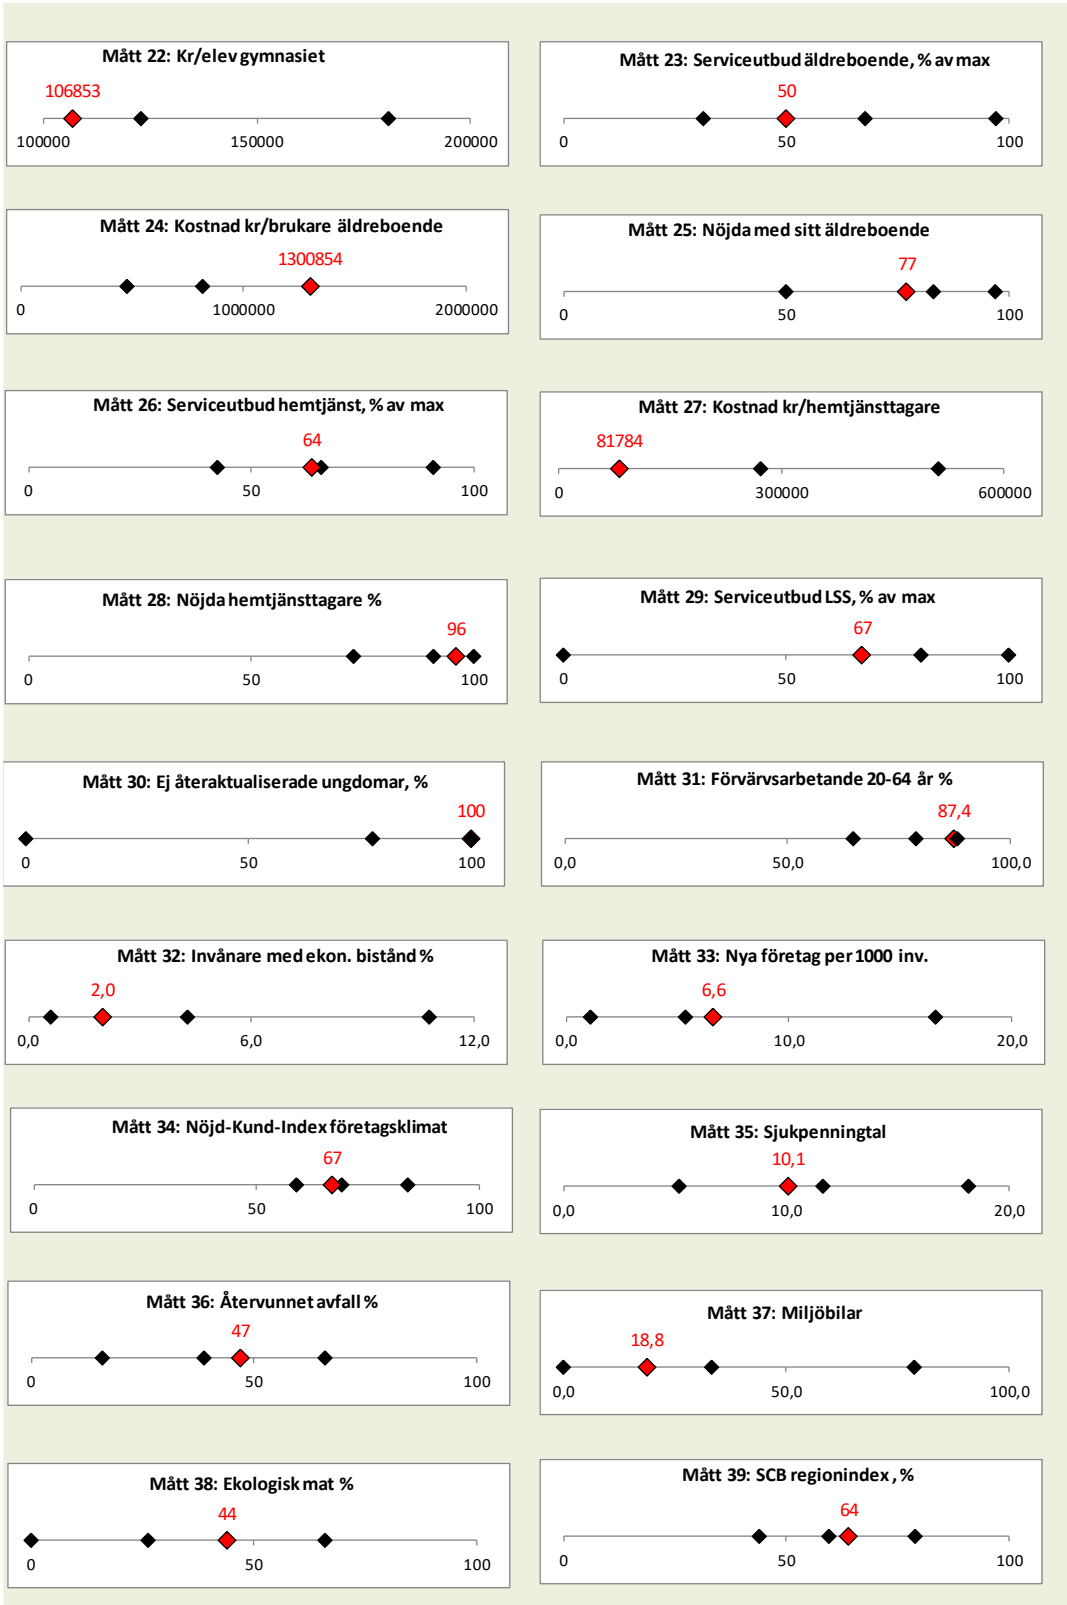 Mått 22: Kr/elev gymnasiet
106853
100000 150000 200000
Mått 23: Serviceutbud äldreboende, % av max
50
0 50 100
Mått 24: Kostnad kr/brukare äldreboende
1300854
0 1000000 2000000
Mått 25: Nöjda med sitt äldreboende
77
0 50 100
Mått 26: Serviceutbud hemtjänst, % av max
64
0 50 100
Mått 27: Kostnad kr/hemtjänsttagare
81784
0 300000 600000
Mått 28: Nöjda hemtjänsttagare %
96
0 50 100
Mått 29: Serviceutbud LSS, % av max
67
0 50 100
Mått 30: Ej återaktualiserade ungdomar, %
100
0 50 100
Mått 31: Förvärvsarbetande 20-64 år %
87,4
0,0 50,0 100,0
Mått 32: Invånare med ekon. bistånd %
2,0
0,0 6,0 12,0
Mått 33: Nya företag per 1000 inv.
6,6
0,0 10,0 20,0
Mått 34: Nöjd-Kund-Index företagsklimat
67
0 50 100
Mått 35: Sjukpenningtal
10,1
0,0 10,0 20,0
Mått 36: Återvunnet avfall %
47
0 50 100
Mått 37: Miljöbilar
18,8
0,0 50,0 100,0
Mått 38: Ekologisk mat %
44
0 50 100
Mått 39: SCB regionindex , %
64
0 50 100